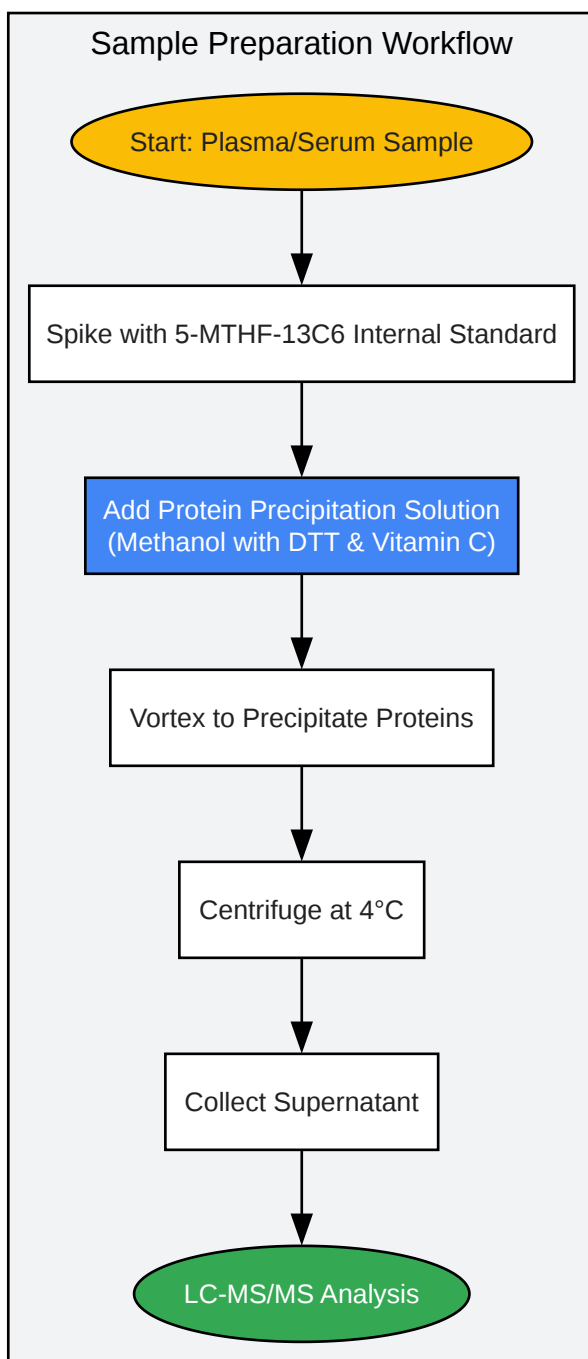 Sample Preparation Workflow
Start: Plasma/Serum Sample
Spike with 5-MTHF-13C6 Internal Standard
Add Protein Precipitation Solution
(Methanol with DTT & Vitamin C)
Vortex to Precipitate Proteins
Centrifuge at 4°C
Collect Supernatant
LC-MS/MS Analysis